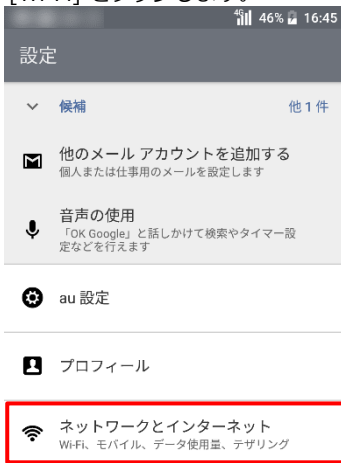 [Wi-Fi] をタップします。
46% 16:45
設定
候補 他 1 件
他のメール アカウントを追加する
個人または仕事用のメールを設定します
音声の使用
「OK Google」と話しかけて検索やタイマー設
定などを行えます
au 設定
プロフィール
ネットワークとインターネット
Wi-Fi、モバイル、データ使用量、テザリング